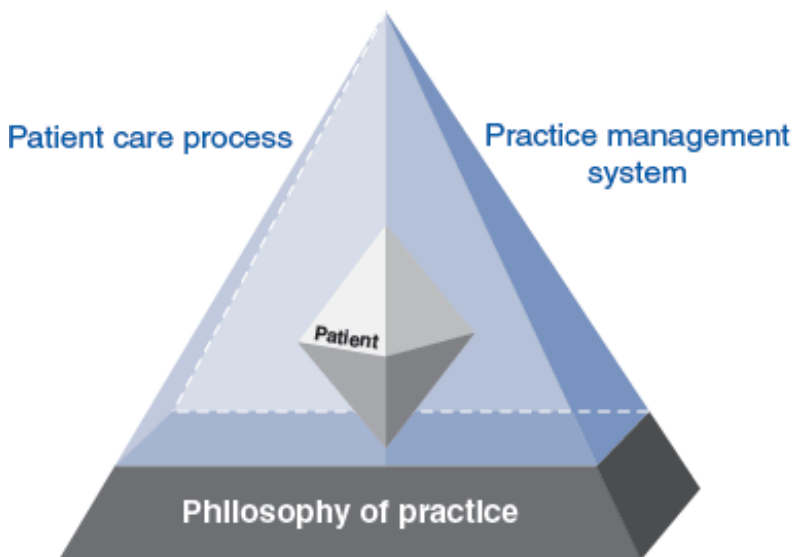 Patient care process
Practice management
system
Patient
Philosophy of practice